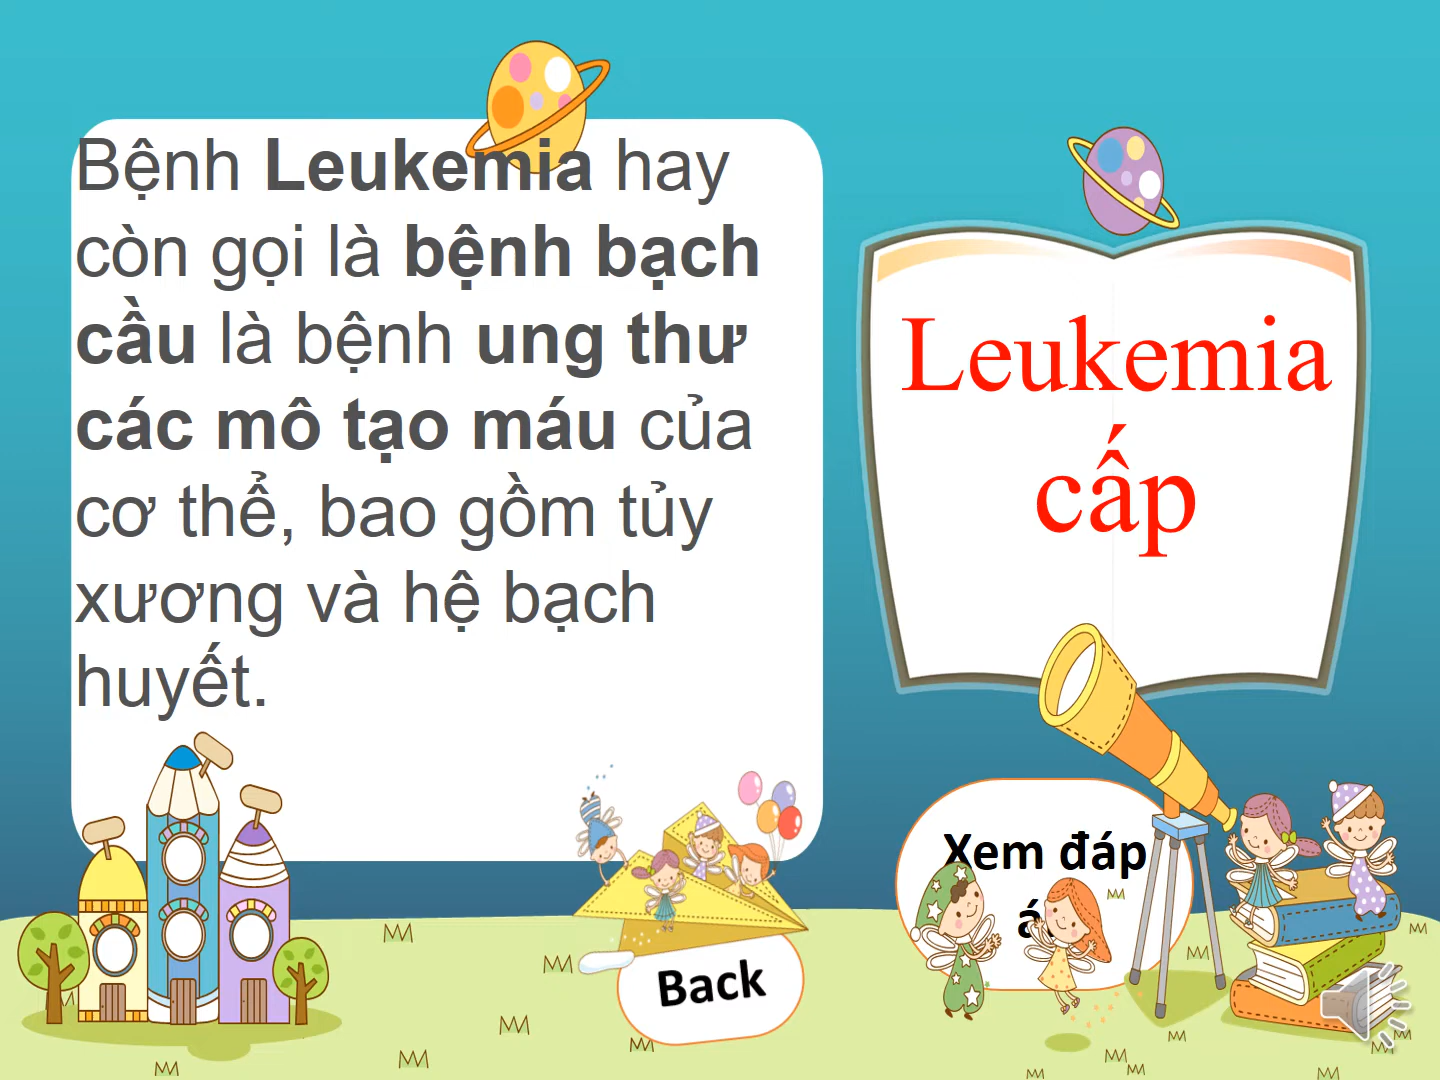 Bệnh Leukemia hay
còn gọi là bệnh bạch
cầu là bệnh ung thư
các mô tạo máu của
cơ thể, bao gồm tủy
xương và hệ bạch
huyết.
Leukemia
cấp
Xem đáp
Back